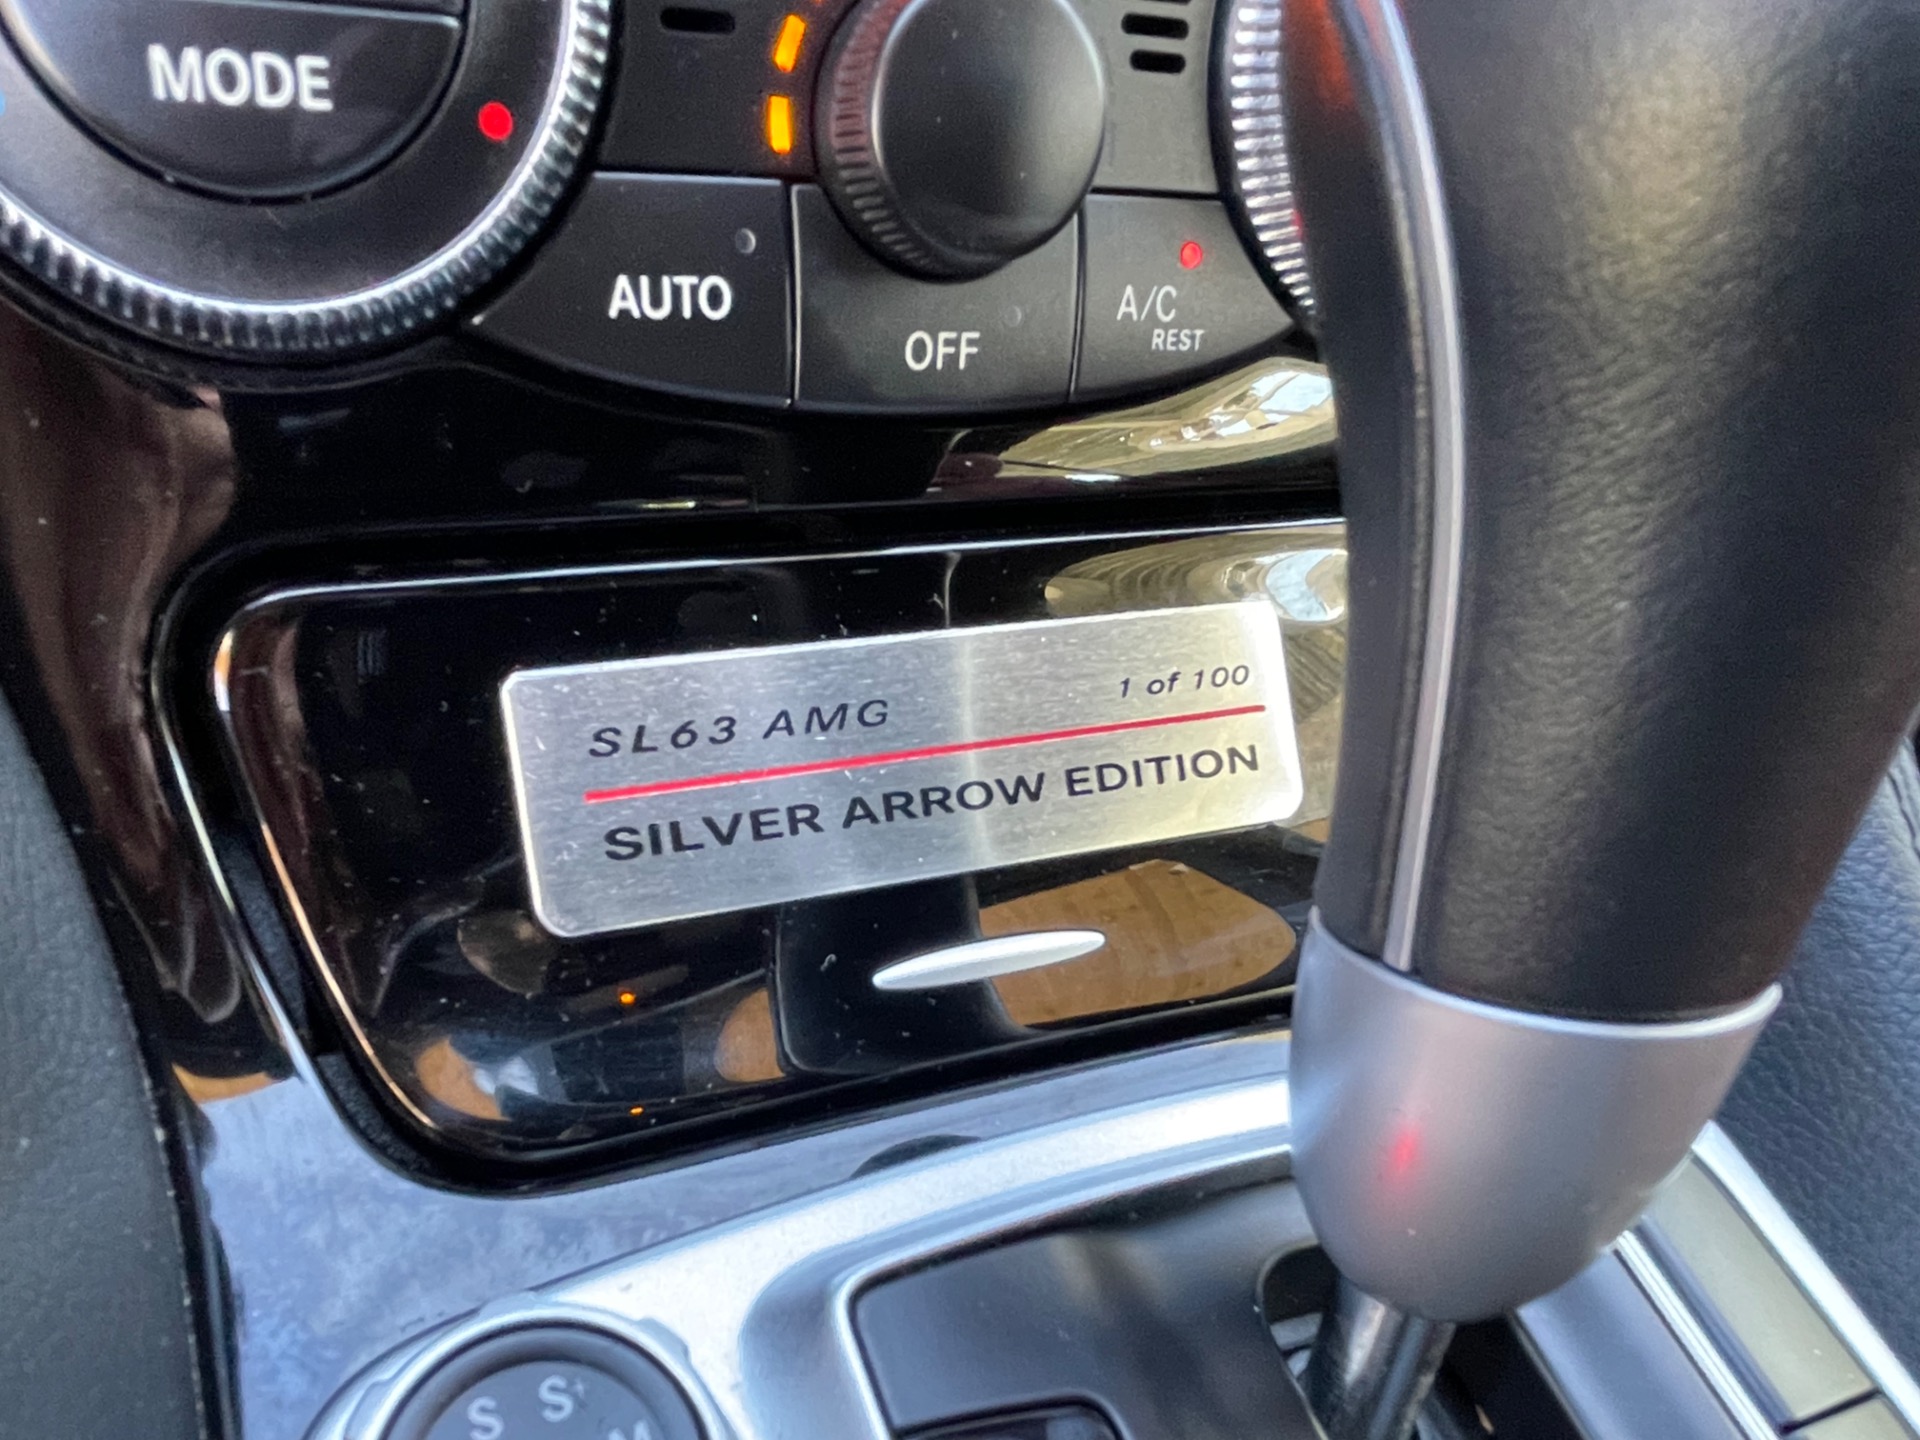 MODE
AUTO
OFF
A/C
REST
SL63 AMG
1 of 100
SILVER ARROW EDITION
S
S+
M